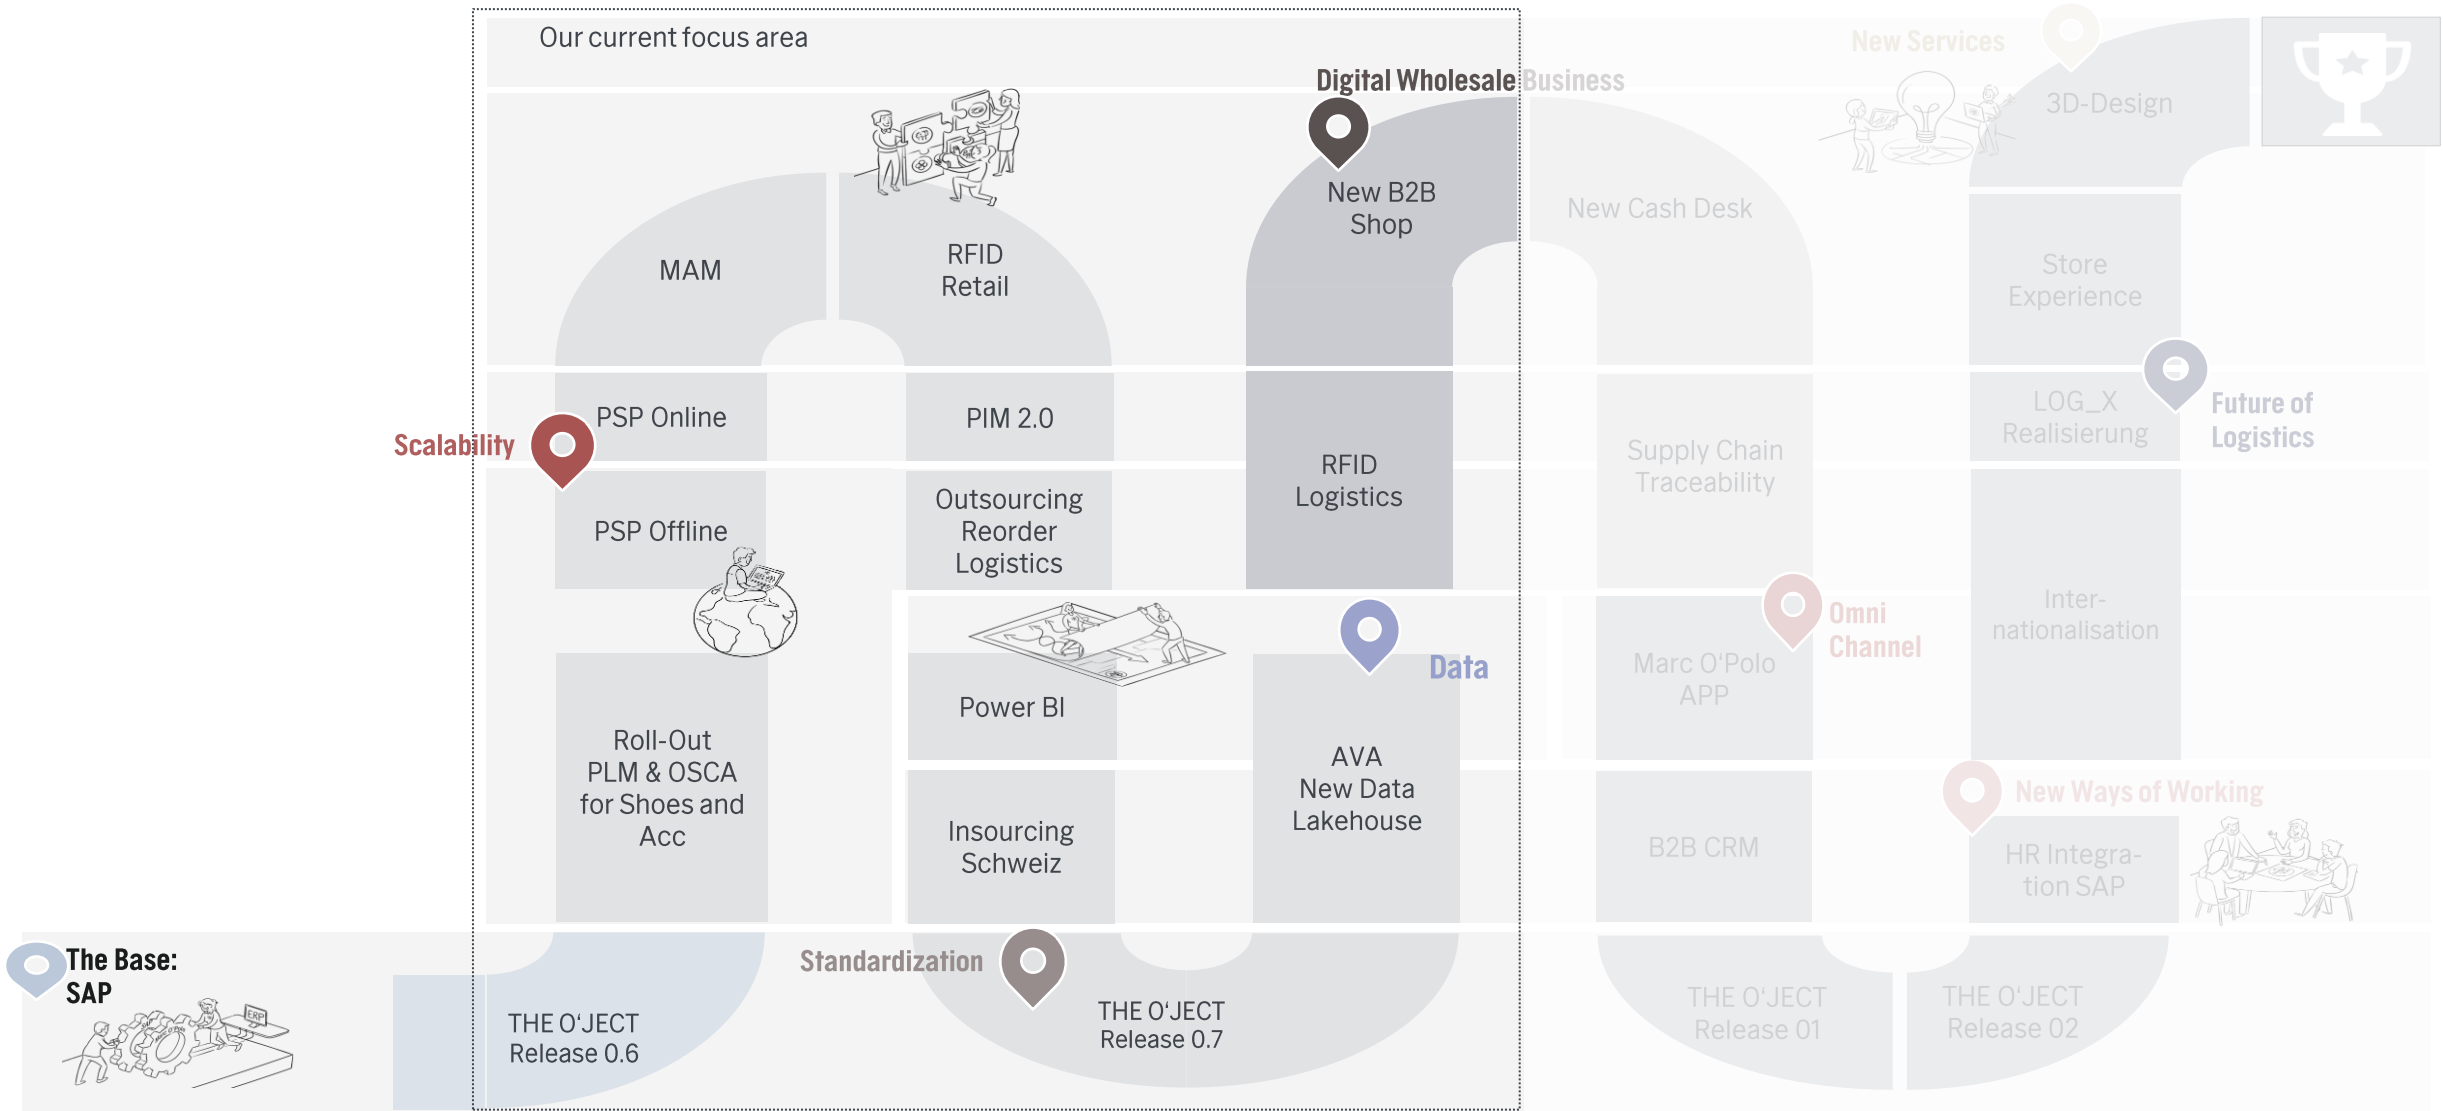 Our current focus area
Digital Wholesale Business
New Services
3D-Design
New B2B
Shop
New Cash Desk
MAM
RFID
Retail
Store
Experience
PSP Online
PIM 2.0
Scalability
RFID
Logistics
Supply Chain
Traceability
LOG_X
Realisierung
Future of
Logistics
PSP Offline
Outsourcing
Reorder
Logistics
Inter-
nationalisation
Omni
Channel
Data
Marc O‘Polo
APP
Power BI
Roll-Out
PLM & OSCA
for Shoes and
Acc
AVA
New Data
Lakehouse
Insourcing
Schweiz
B2B CRM
New Ways of Working
HR Integra-
tion SAP
The Base:
SAP
ERP
Standardization
THE O‘JECT
Release 0.6
THE O‘JECT
Release 0.7
THE O‘JECT
Release 01
THE O‘JECT
Release 02